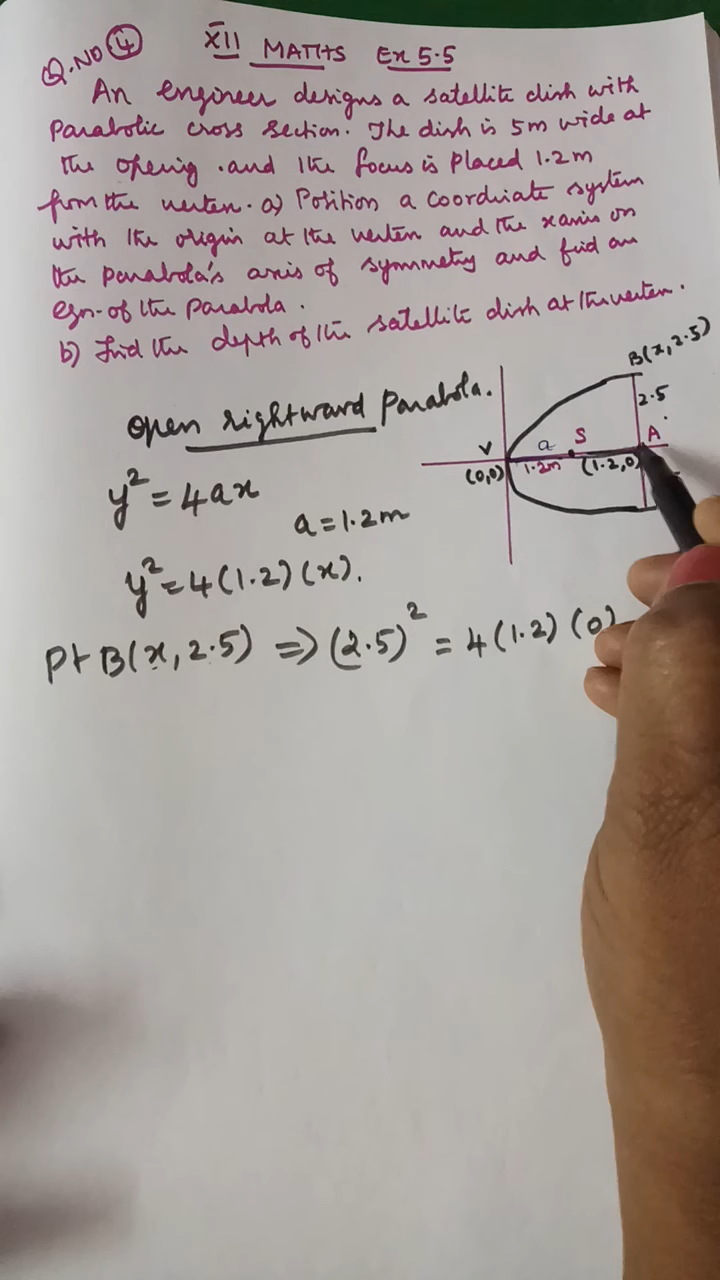 Q.NO 4 XII MATHS Ex 5.5
An engineer designs a satellite dish with
Parabolic cross section. The dish is 5m wide at
the opening. and the focus is placed 1.2m
from the vertex. a) Position a coordinate system
with the origin at the vertex and the x axis on
the parabola's axis of symmetry and find an
eqn. of the Parabola.
b) Find the depth of the satellite dish at the vertex.
B(x, 2.5)
open rightward Parabola.
2.5
V a S A
(0,0) 1.2m (1.2,0)
y² = 4ax
a = 1.2m
y² = 4(1.2)(x).
Pt B(x, 2.5) ⇒ (2.5)² = 4(1.2)(0)